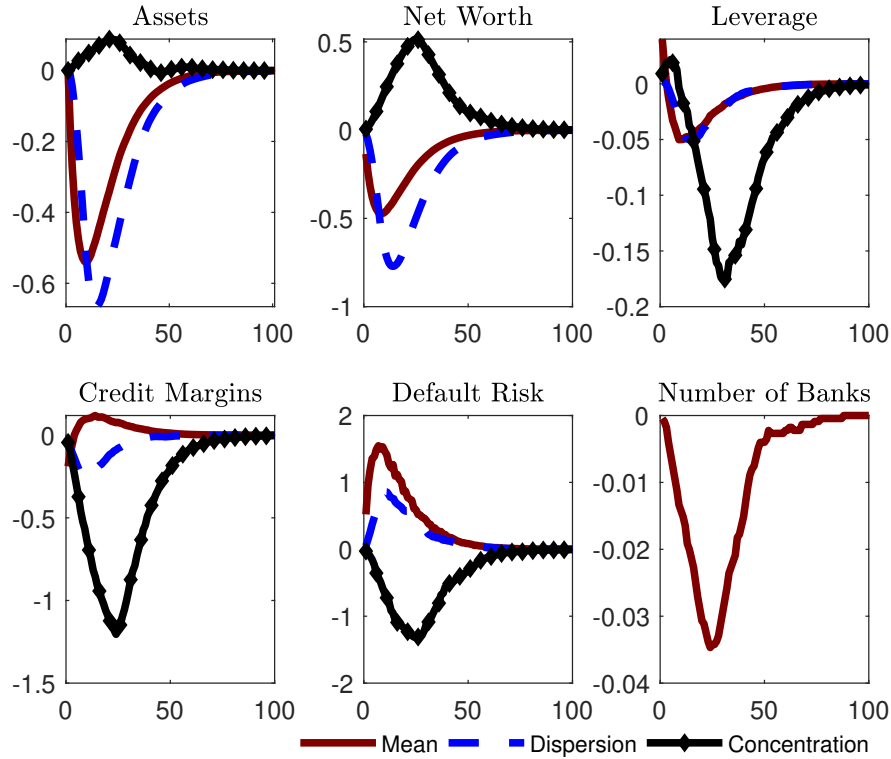 Assets
Net Worth
Leverage
0
-0.2
-0.4
-0.6
0 50 100
0.5
0
-0.5
-1
0 50 100
0
-0.05
-0.1
-0.15
-0.2
0 50 100
Credit Margins
Default Risk
Number of Banks
0
-0.5
-1
-1.5
0 50 100
2
1
0
-1
-2
0 50 100
0
-0.01
-0.02
-0.03
-0.04
0 50 100
Mean Dispersion Concentration